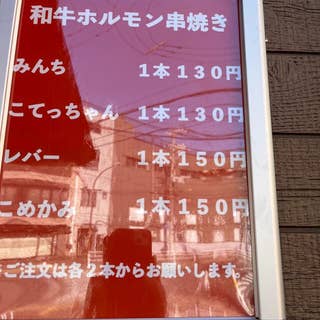 和牛ホルモン串焼き
みんち 1本130円
こてっちゃん 1本130円
レバー 1本150円
こめかみ 1本150円
ご注文は各2本からお願いします。